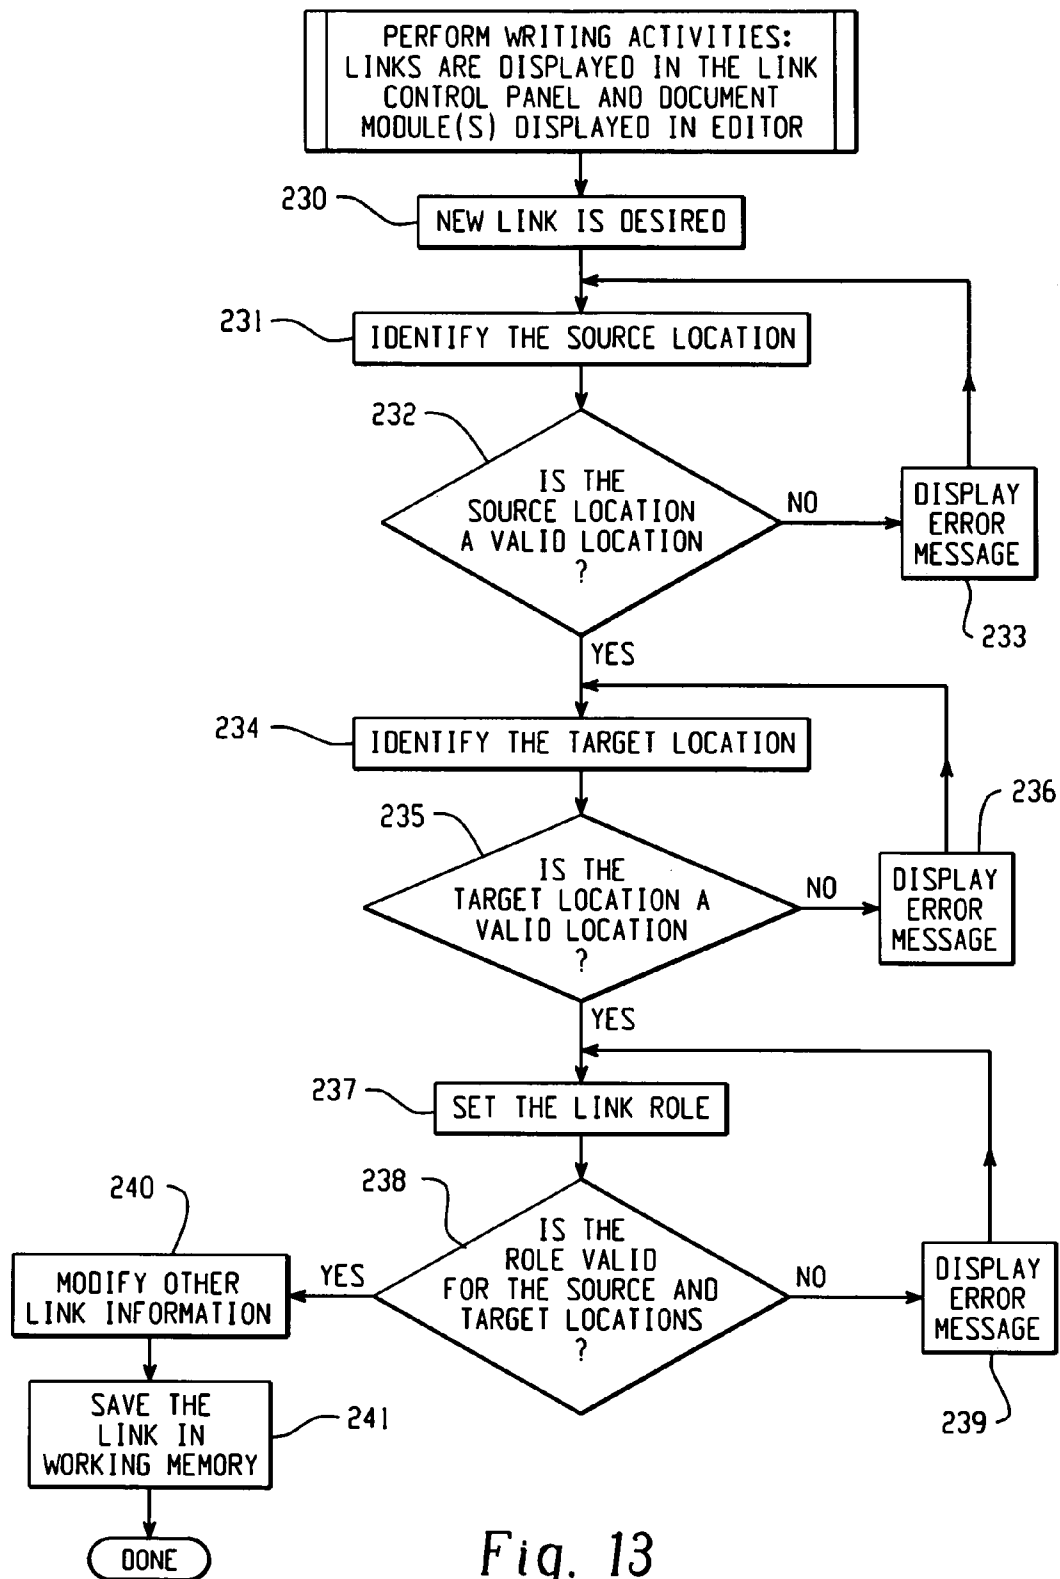 PERFORM WRITING ACTIVITIES:
LINKS ARE DISPLAYED IN THE LINK
CONTROL PANEL AND DOCUMENT
MODULE(S) DISPLAYED IN EDITOR
230
NEW LINK IS DESIRED
231
IDENTIFY THE SOURCE LOCATION
232
IS THE
SOURCE LOCATION
A VALID LOCATION
?
NO
DISPLAY
ERROR
MESSAGE
233
YES
234
IDENTIFY THE TARGET LOCATION
235
IS THE
TARGET LOCATION A
VALID LOCATION
?
NO
236
DISPLAY
ERROR
MESSAGE
YES
237
SET THE LINK ROLE
238
IS THE
ROLE VALID
FOR THE SOURCE AND
TARGET LOCATIONS
?
NO
DISPLAY
ERROR
MESSAGE
239
YES
240
MODIFY OTHER
LINK INFORMATION
SAVE THE
LINK IN
WORKING MEMORY
241
DONE
Fig. 13